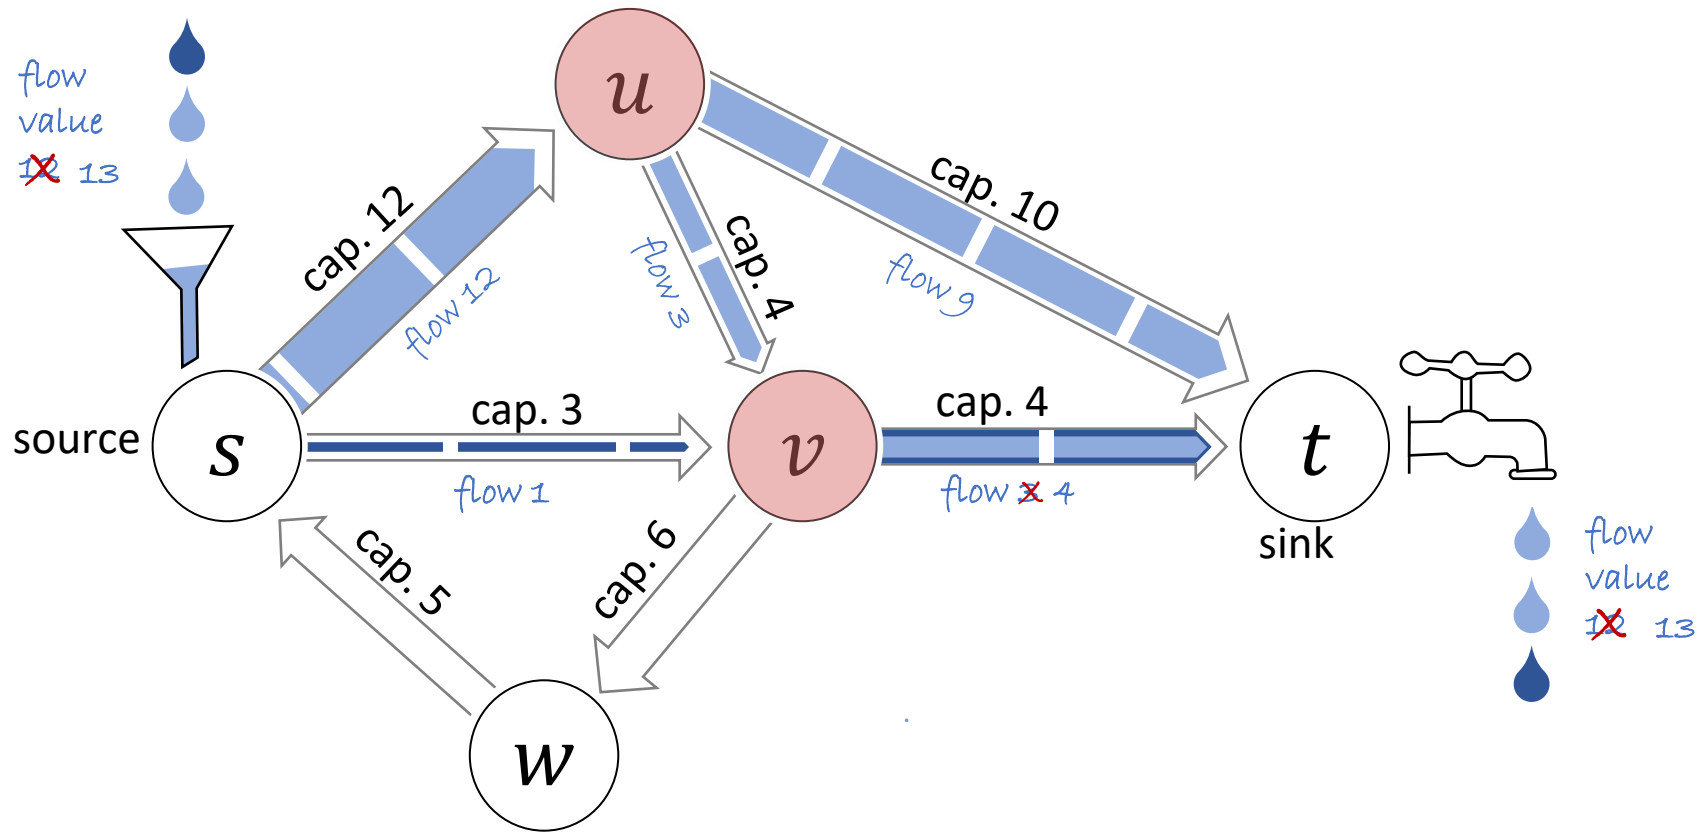 flow
value
12 13
u
cap. 12
flow 12
cap. 4
flow 3
cap. 10
flow 9
source
s
cap. 3
flow 1
v
cap. 4
flow 3 4
t
sink
cap. 5
cap. 6
w
flow
value
12 13